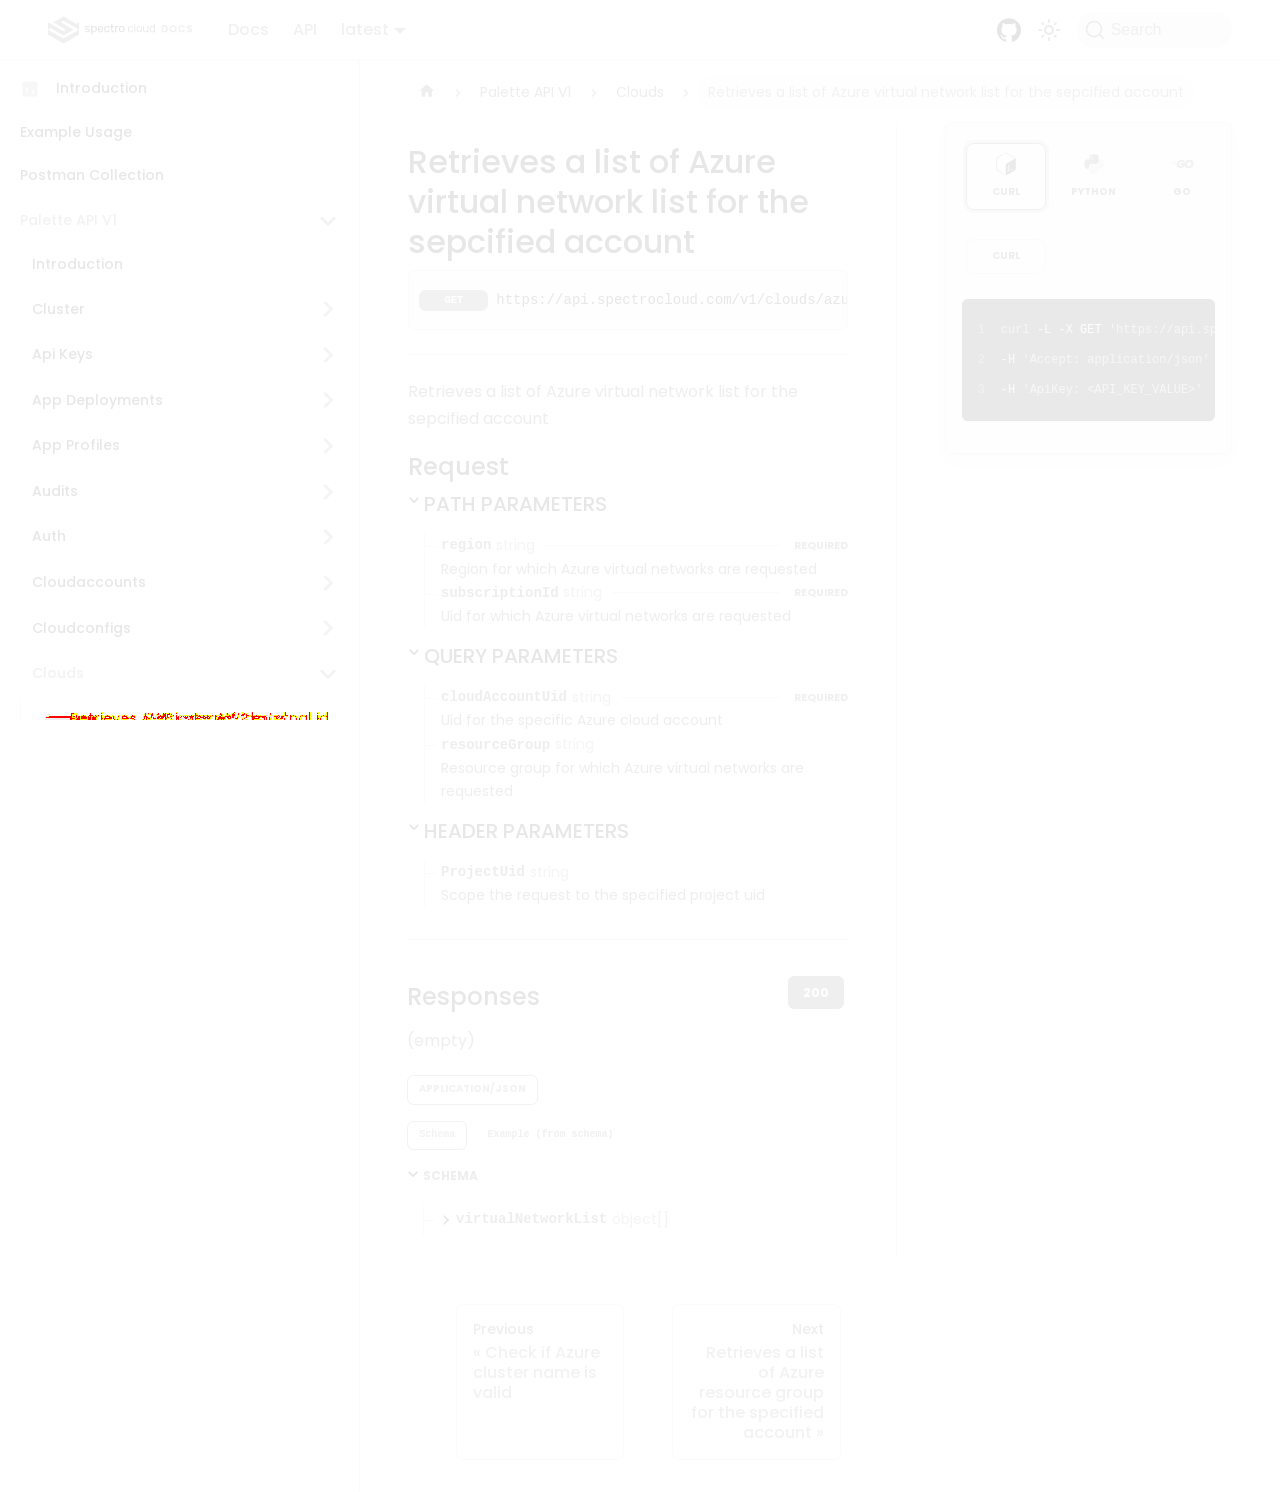 spectro cloud DOCS
Docs
API
latest
Search
Introduction
Example Usage
Postman Collection
Palette API V1
Introduction
Cluster
Api Keys
App Deployments
App Profiles
Audits
Auth
Cloudaccounts
Cloudconfigs
Clouds
Palette API V1
Clouds
Retrieves a list of Azure virtual network list for the sepcified account
Retrieves a list of Azure
virtual network list for the
sepcified account
GET https://api.spectrocloud.com/v1/clouds/azu
Retrieves a list of Azure virtual network list for the
sepcified account
Request
PATH PARAMETERS
region string REQUIRED
Region for which Azure virtual networks are requested
subscriptionId string REQUIRED
Uid for which Azure virtual networks are requested
QUERY PARAMETERS
cloudAccountUid string REQUIRED
Uid for the specific Azure cloud account
resourceGroup string
Resource group for which Azure virtual networks are
requested
HEADER PARAMETERS
ProjectUid string
Scope the request to the specified project uid
Responses
200
(empty)
APPLICATION/JSON
Schema
Example (from schema)
SCHEMA
virtualNetworkList object[]
Previous
« Check if Azure
cluster name is
valid
Next
Retrieves a list
of Azure
resource group
for the specified
account »
CURL
PYTHON
GO
CURL
1 curl -L -X GET 'https://api.sp
2 -H 'Accept: application/json'
3 -H 'ApiKey: <API_KEY_VALUE>'